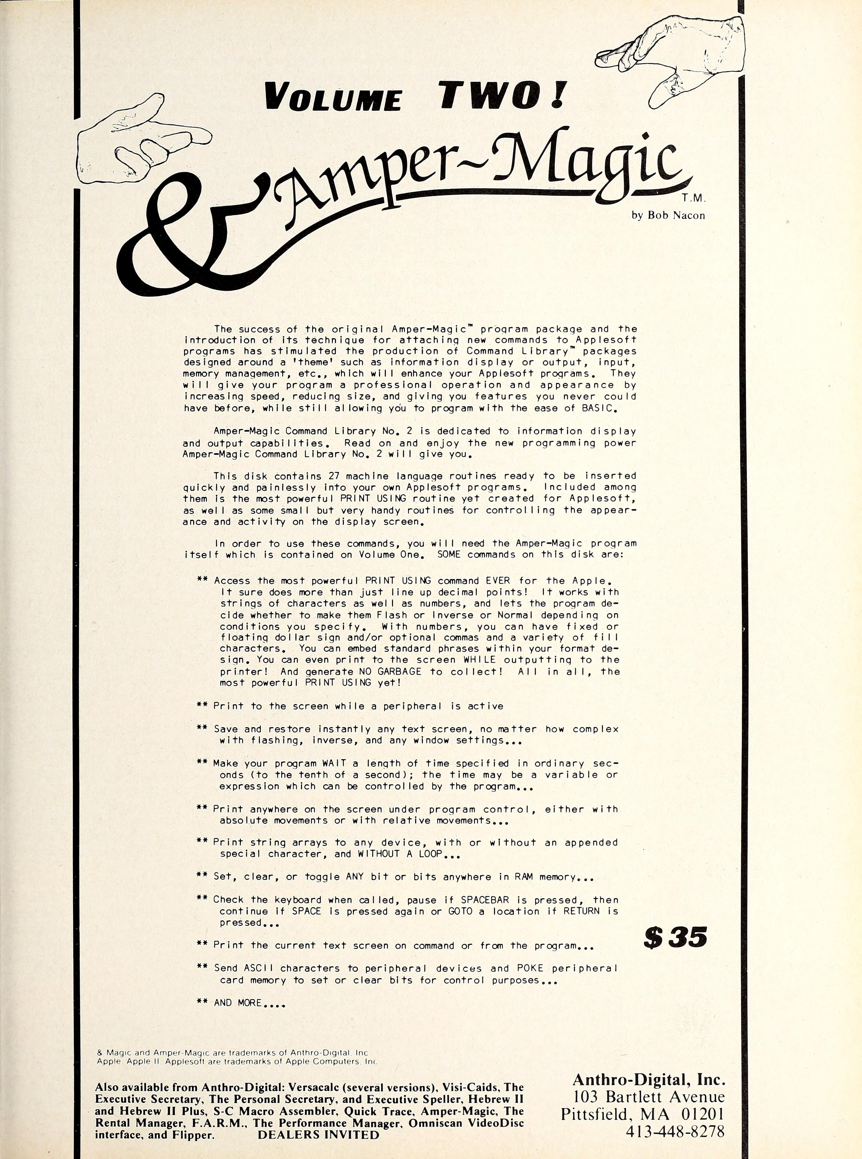 VOLUME TWO!
& Amper~Magic
T.M.
by Bob Nacon
The success of the original Amper-Magic™ program package and the
introduction of its technique for attaching new commands to Applesoft
programs has stimulated the production of Command Library™ packages
designed around a 'theme' such as information display or output, input,
memory management, etc., which will enhance your Applesoft programs. They
will give your program a professional operation and appearance by
increasing speed, reducing size, and giving you features you never could
have before, while still allowing you to program with the ease of BASIC.
Amper-Magic Command Library No. 2 is dedicated to information display
and output capabilities. Read on and enjoy the new programming power
Amper-Magic Command Library No. 2 will give you.
This disk contains 27 machine language routines ready to be inserted
quickly and painlessly into your own Applesoft programs. Included among
them is the most powerful PRINT USING routine yet created for Applesoft,
as well as some small but very handy routines for controlling the appear-
ance and activity on the display screen.
In order to use these commands, you will need the Amper-Magic program
itself which is contained on Volume One. SOME commands on this disk are:
** Access the most powerful PRINT USING command EVER for the Apple.
It sure does more than just line up decimal points! It works with
strings of characters as well as numbers, and lets the program de-
cide whether to make them Flash or Inverse or Normal depending on
conditions you specify. With numbers, you can have fixed or
floating dollar sign and/or optional commas and a variety of fill
characters. You can embed standard phrases within your format de-
sign. You can even print to the screen WHILE outputting to the
printer! And generate NO GARBAGE to collect! All in all, the
most powerful PRINT USING yet!
** Print to the screen while a peripheral is active
** Save and restore instantly any text screen, no matter how complex
with flashing, inverse, and any window settings...
** Make your program WAIT a length of time specified in ordinary sec-
onds (to the tenth of a second); the time may be a variable or
expression which can be controlled by the program...
** Print anywhere on the screen under program control, either with
absolute movements or with relative movements...
** Print string arrays to any device, with or without an appended
special character, and WITHOUT A LOOP...
** Set, clear, or toggle ANY bit or bits anywhere in RAM memory...
** Check the keyboard when called, pause if SPACEBAR is pressed, then
continue if SPACE is pressed again or GOTO a location if RETURN is
pressed...
** Print the current text screen on command or from the program...
$35
** Send ASCII characters to peripheral devices and POKE peripheral
card memory to set or clear bits for control purposes...
** AND MORE....
& Magic and Amper-Magic are trademarks of Anthro-Digital, Inc.
Apple, Apple II, Applesoft are trademarks of Apple Computers, Inc.
Also available from Anthro-Digital: Versacalc (several versions), Visi-Caids, The
Executive Secretary, The Personal Secretary, and Executive Speller, Hebrew II
and Hebrew II Plus, S-C Macro Assembler, Quick Trace, Amper-Magic, The
Rental Manager, F.A.R.M., The Performance Manager, Omniscan VideoDisc
interface, and Flipper. DEALERS INVITED
Anthro-Digital, Inc.
103 Bartlett Avenue
Pittsfield, MA 01201
413-448-8278